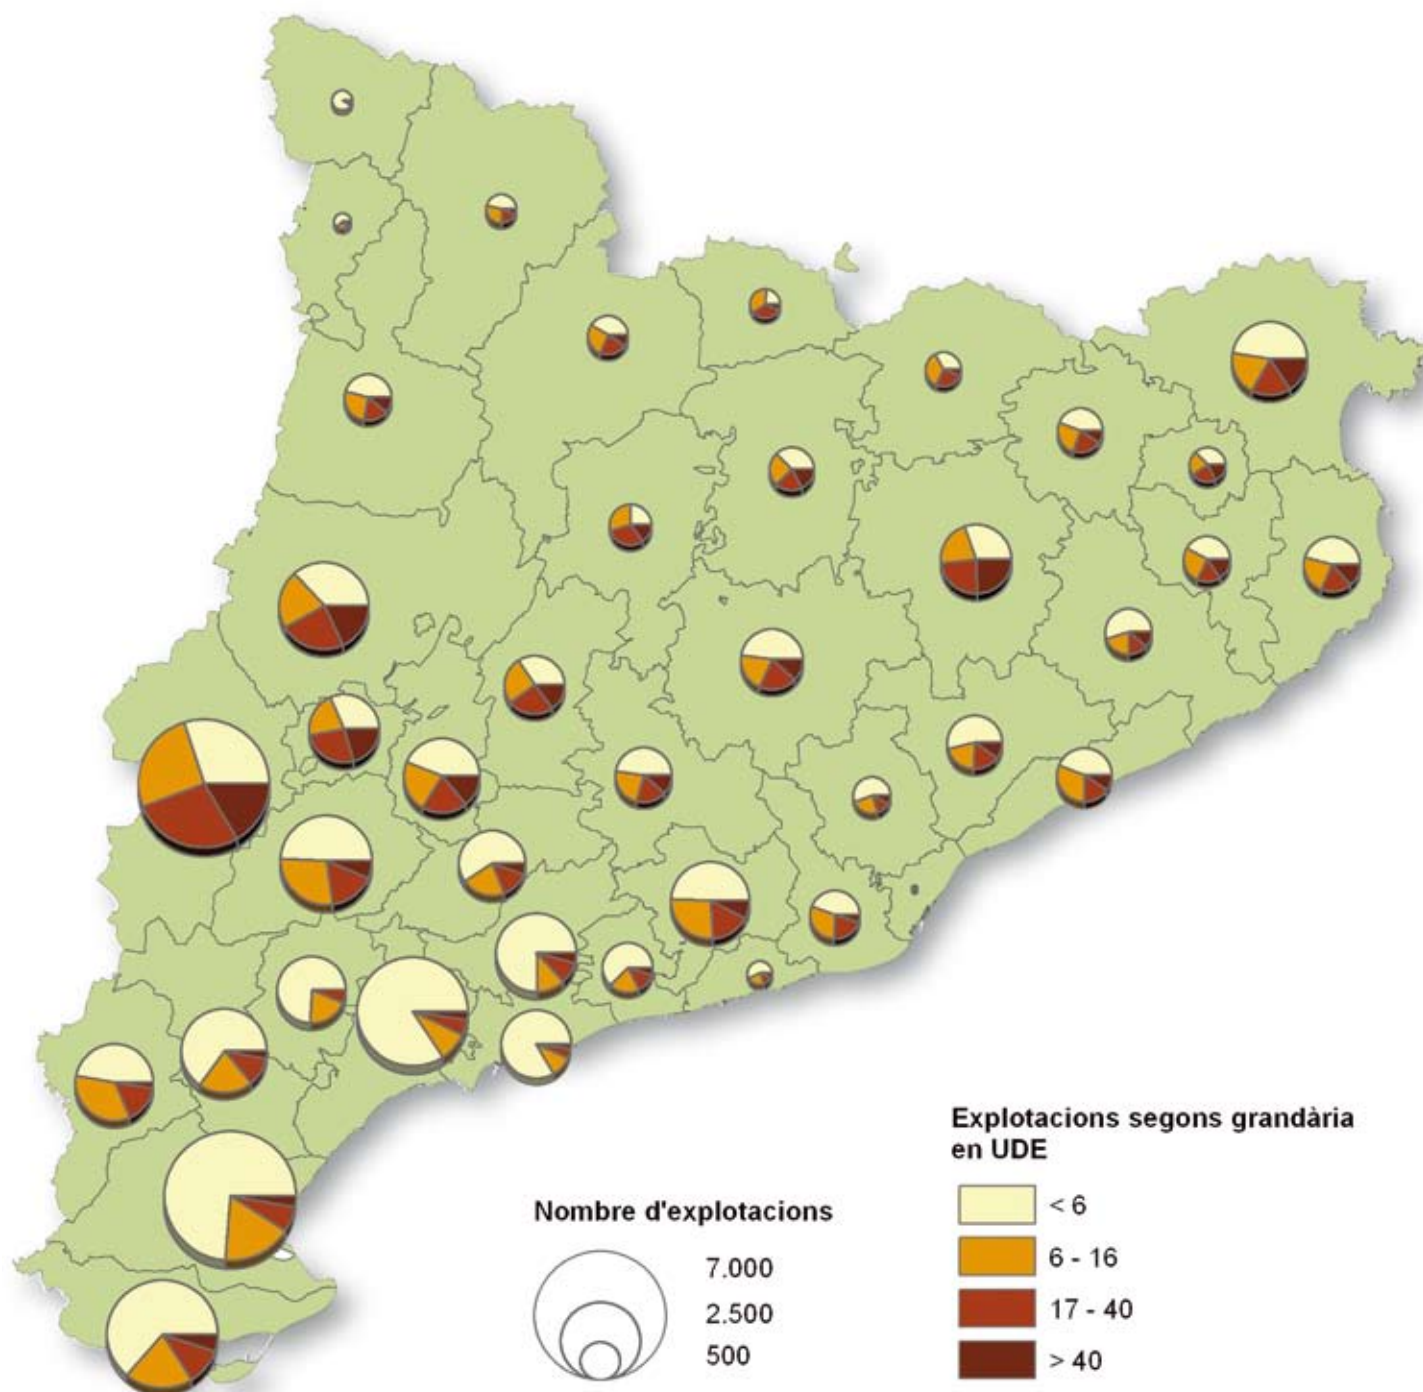 Explotacions segons grandària
en UDE
< 6
6 - 16
17 - 40
> 40
Nombre d'explotacions
7.000
2.500
500